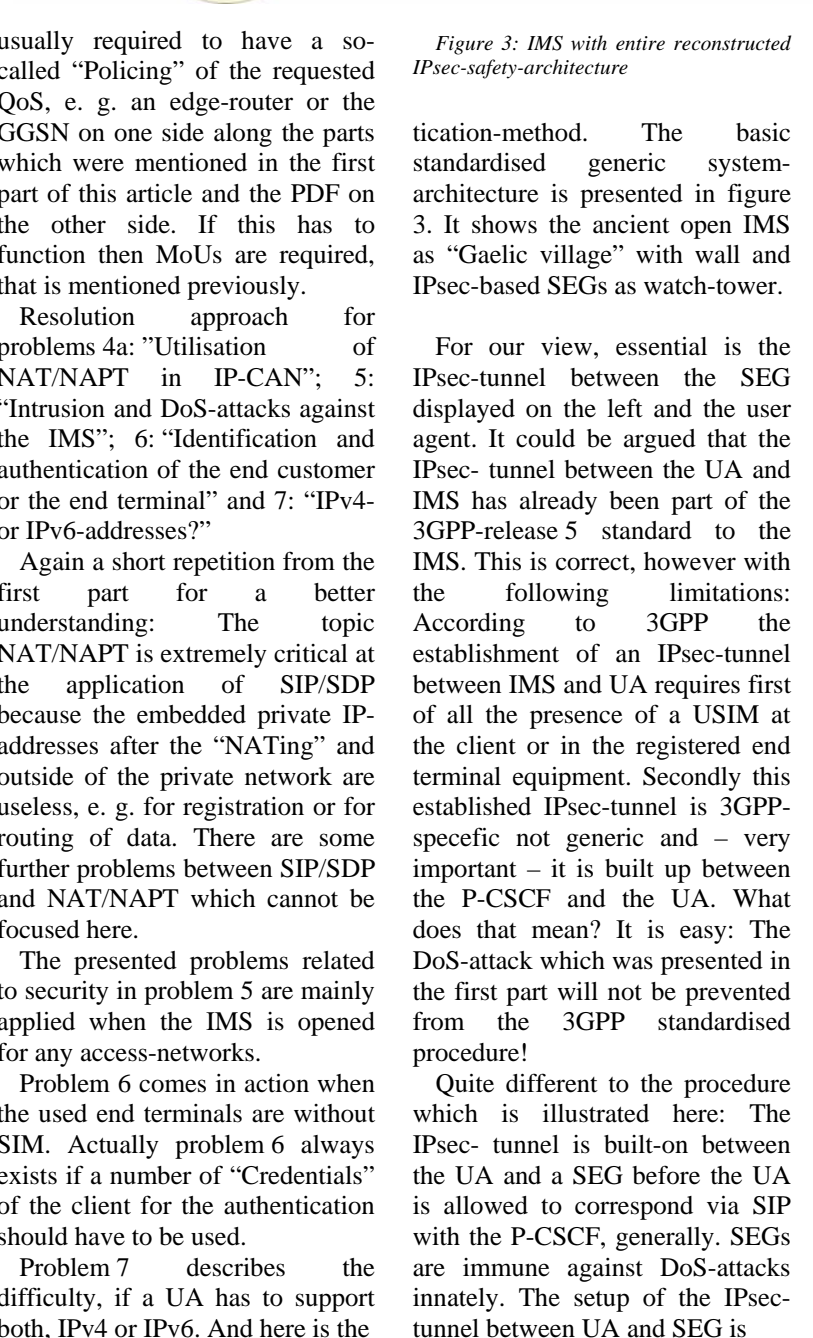 usually required to have a so-
called “Policing” of the requested
QoS, e. g. an edge-router or the
GGSN on one side along the parts
which were mentioned in the first
part of this article and the PDF on
the other side. If this has to
function then MoUs are required,
that is mentioned previously.
Resolution approach for
problems 4a: ”Utilisation of
NAT/NAPT in IP-CAN”; 5:
“Intrusion and DoS-attacks against
the IMS”; 6: “Identification and
authentication of the end customer
or the end terminal” and 7: “IPv4-
or IPv6-addresses?”
Again a short repetition from the
first part for a better
understanding: The topic
NAT/NAPT is extremely critical at
the application of SIP/SDP
because the embedded private IP-
addresses after the “NATing” and
outside of the private network are
useless, e. g. for registration or for
routing of data. There are some
further problems between SIP/SDP
and NAT/NAPT which cannot be
focused here.
The presented problems related
to security in problem 5 are mainly
applied when the IMS is opened
for any access-networks.
Problem 6 comes in action when
the used end terminals are without
SIM. Actually problem 6 always
exists if a number of “Credentials”
of the client for the authentication
should have to be used.
Problem 7 describes the
difficulty, if a UA has to support
both, IPv4 or IPv6. And here is the
Figure 3: IMS with entire reconstructed
IPsec-safety-architecture
tication-method. The basic
standardised generic system-
architecture is presented in figure
3. It shows the ancient open IMS
as “Gaelic village” with wall and
IPsec-based SEGs as watch-tower.
For our view, essential is the
IPsec-tunnel between the SEG
displayed on the left and the user
agent. It could be argued that the
IPsec- tunnel between the UA and
IMS has already been part of the
3GPP-release 5 standard to the
IMS. This is correct, however with
the following limitations:
According to 3GPP the
establishment of an IPsec-tunnel
between IMS and UA requires first
of all the presence of a USIM at
the client or in the registered end
terminal equipment. Secondly this
established IPsec-tunnel is 3GPP-
specefic not generic and – very
important – it is built up between
the P-CSCF and the UA. What
does that mean? It is easy: The
DoS-attack which was presented in
the first part will not be prevented
from the 3GPP standardised
procedure!
Quite different to the procedure
which is illustrated here: The
IPsec- tunnel is built-on between
the UA and a SEG before the UA
is allowed to correspond via SIP
with the P-CSCF, generally. SEGs
are immune against DoS-attacks
innately. The setup of the IPsec-
tunnel between UA and SEG is